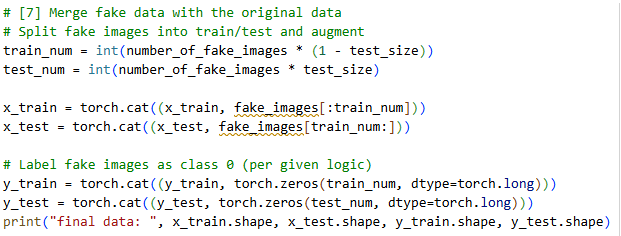 # [7] Merge fake data with the original data
# Split fake images into train/test and augment
train_num = int(number_of_fake_images * (1 - test_size))
test_num = int(number_of_fake_images * test_size)
x_train = torch.cat((x_train, fake_images[:train_num]))
x_test = torch.cat((x_test, fake_images[train_num:]))
# Label fake images as class 0 (per given logic)
y_train = torch.cat((y_train, torch.zeros(train_num, dtype=torch.long)))
y_test = torch.cat((y_test, torch.zeros(test_num, dtype=torch.long)))
print("final data: ", x_train.shape, x_test.shape, y_train.shape, y_test.shape)